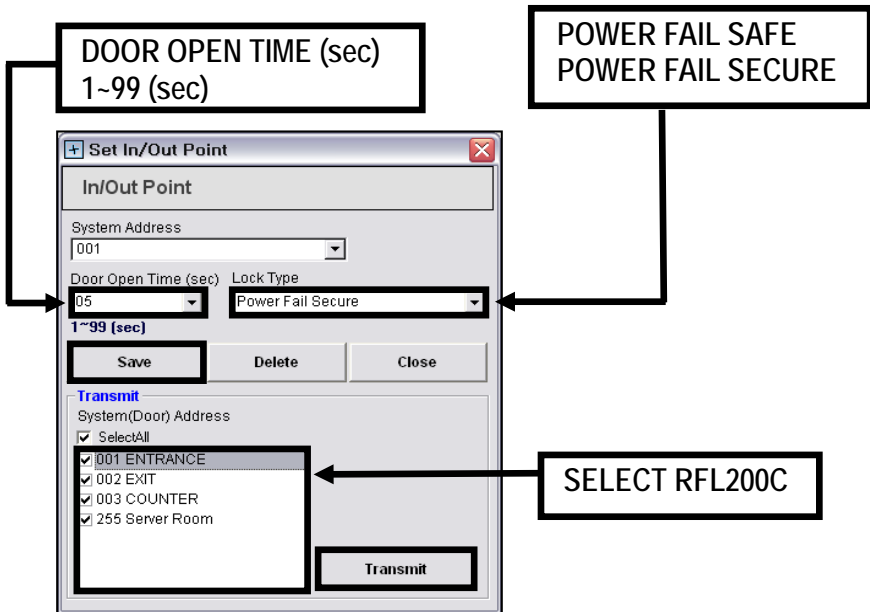 DOOR OPEN TIME (sec)
1~99 (sec)
POWER FAIL SAFE
POWER FAIL SECURE
Set In/Out Point
In/Out Point
System Address
001
Door Open Time (sec) Lock Type
05 Power Fail Secure
1~99 (sec)
Save Delete Close
Transmit
System(Door) Address
SelectAll
001 ENTRANCE
002 EXIT
003 COUNTER
255 Server Room
SELECT RFL200C
Transmit